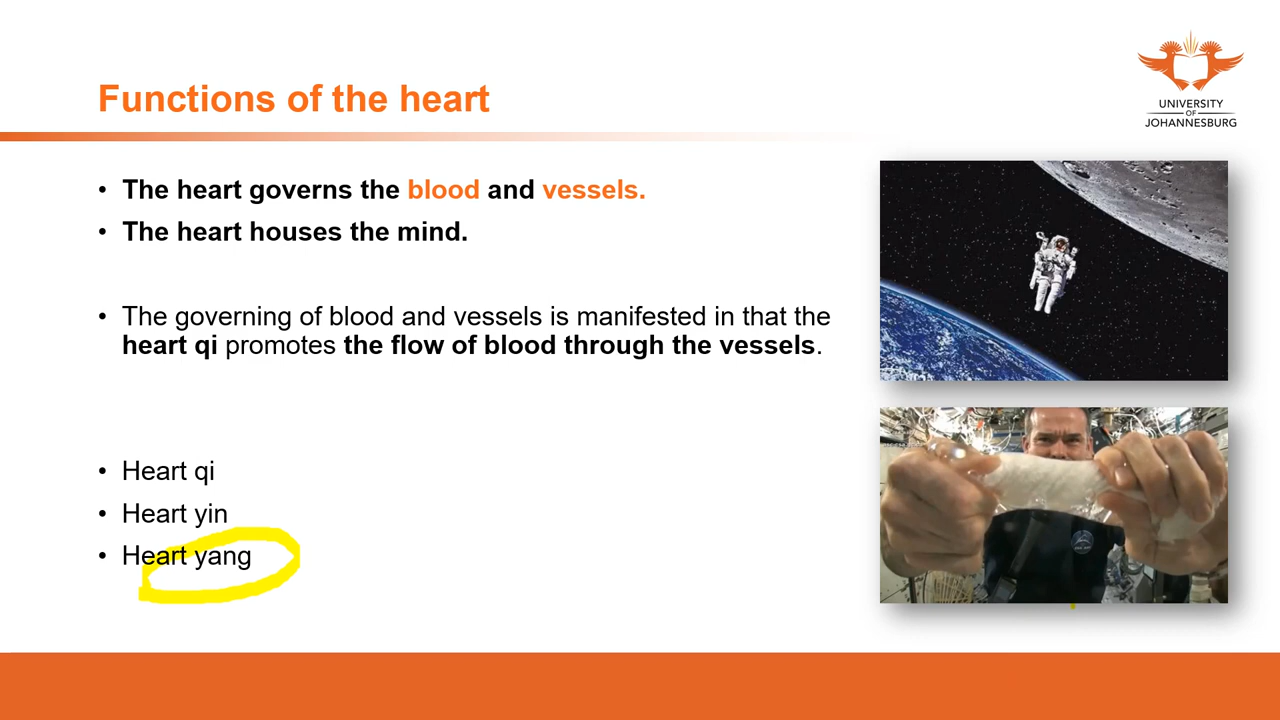 Functions of the heart
UNIVERSITY
OF
JOHANNESBURG
• The heart governs the blood and vessels.
• The heart houses the mind.
• The governing of blood and vessels is manifested in that the
heart qi promotes the flow of blood through the vessels.
• Heart qi
• Heart yin
• Heart yang